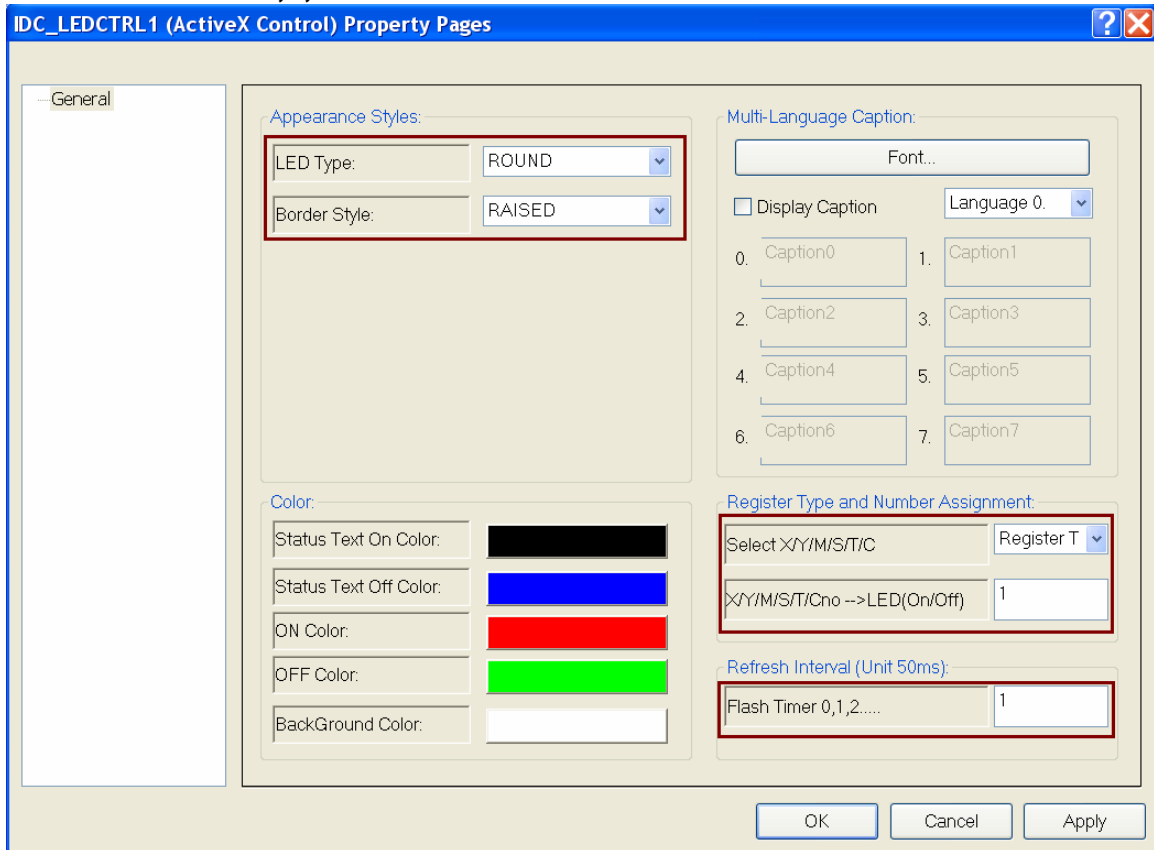 IDC_LEDCTRL1 (ActiveX Control) Property Pages
General
Appearance Styles:
LED Type:
ROUND
Border Style:
RAISED
Multi-Language Caption:
Font...
Display Caption
Language 0.
0. Caption0
1. Caption1
2. Caption2
3. Caption3
4. Caption4
5. Caption5
6. Caption6
7. Caption7
Color:
Status Text On Color:
Status Text Off Color:
ON Color:
OFF Color:
BackGround Color:
Register Type and Number Assignment:
Select X/Y/M/S/T/C
Register T
X/Y/M/S/T/Cno -->LED(On/Off)
1
Refresh Interval (Unit 50ms):
Flash Timer 0,1,2.....
1
OK
Cancel
Apply